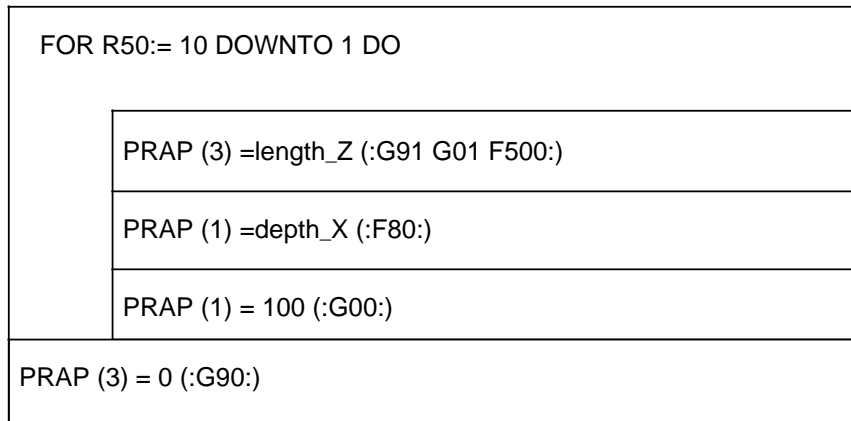 FOR R50:= 10 DOWNTO 1 DO
PRAP (3) =length_Z (:G91 G01 F500:)
PRAP (1) =depth_X (:F80:)
PRAP (1) = 100 (:G00:)
PRAP (3) = 0 (:G90:)